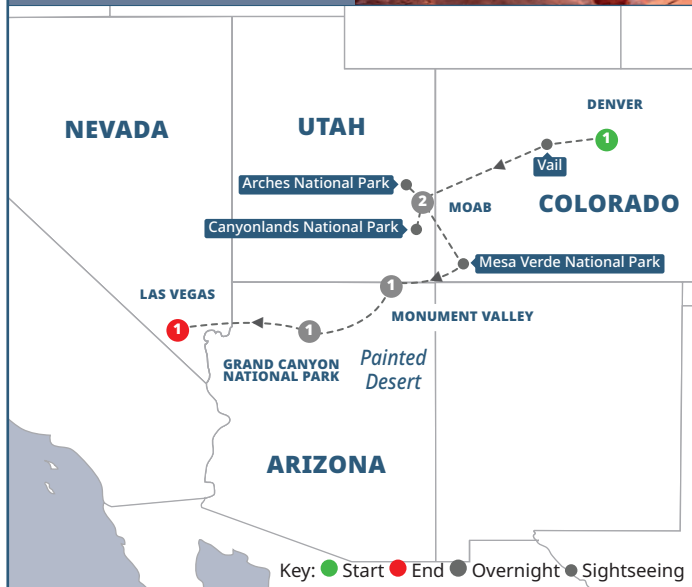 DENVER
1
NEVADA
UTAH
Vail
Arches National Park
2
MOAB
COLORADO
Canyonlands National Park
Mesa Verde National Park
1
LAS VEGAS
MONUMENT VALLEY
1
1
GRAND CANYON
NATIONAL PARK
Painted
Desert
ARIZONA
Key: Start End Overnight Sightseeing